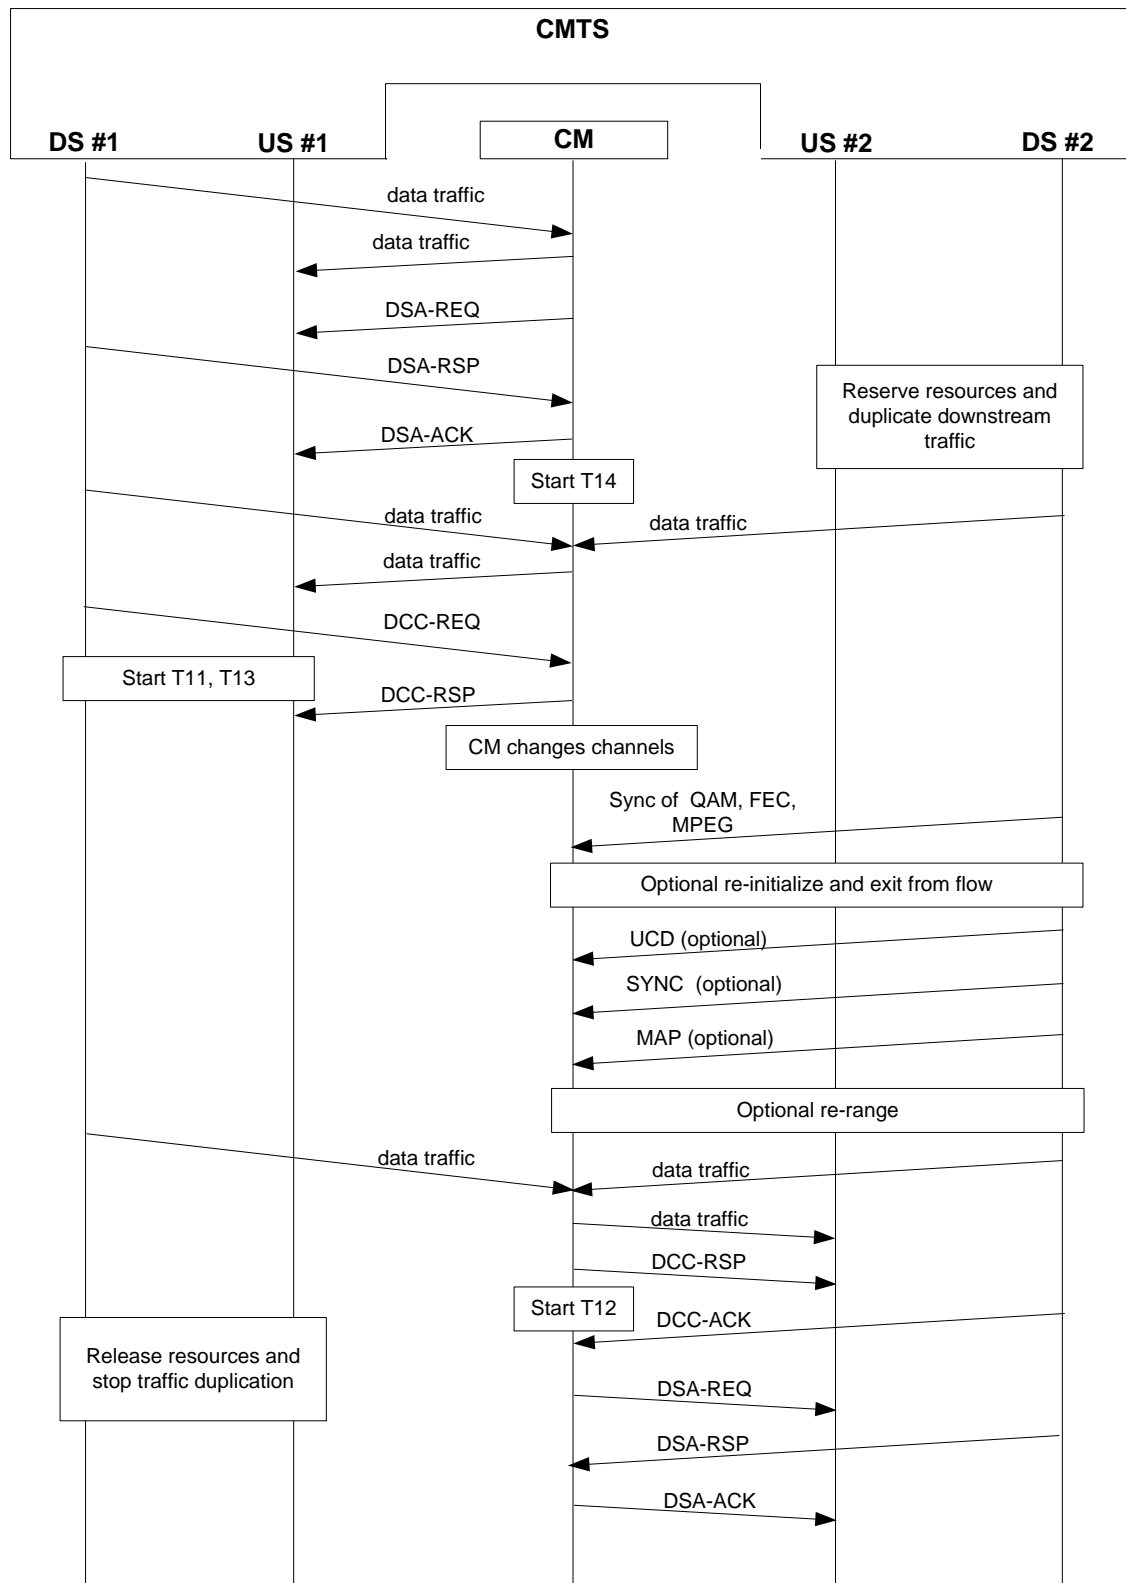 CMTS
DS #1
US #1
CM
US #2
DS #2
data traffic
data traffic
DSA-REQ
DSA-RSP
Reserve resources and
duplicate downstream
traffic
DSA-ACK
Start T14
data traffic
data traffic
data traffic
DCC-REQ
Start T11, T13
DCC-RSP
CM changes channels
Sync of QAM, FEC,
MPEG
Optional re-initialize and exit from flow
UCD (optional)
SYNC (optional)
MAP (optional)
Optional re-range
data traffic
data traffic
data traffic
DCC-RSP
Start T12
DCC-ACK
Release resources and
stop traffic duplication
DSA-REQ
DSA-RSP
DSA-ACK